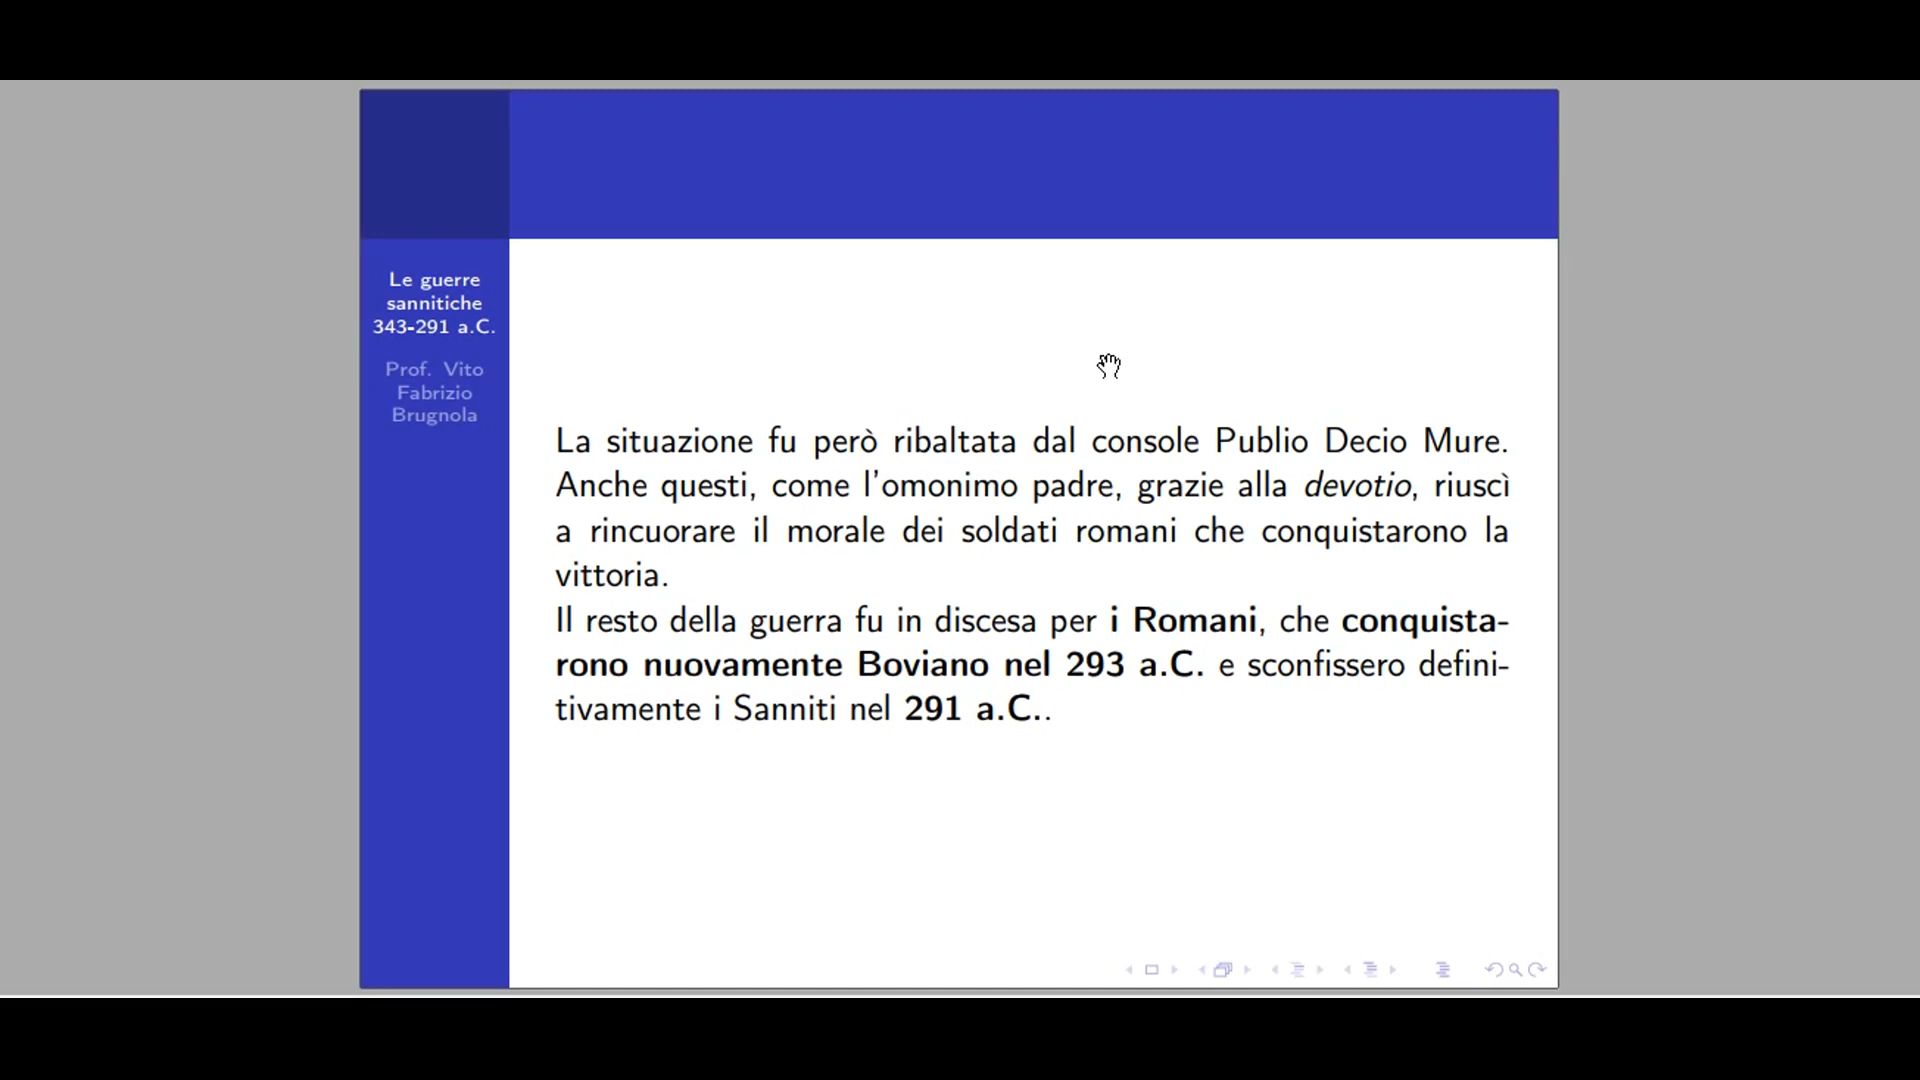 Le guerre
sannitiche
343-291 a.C.
Prof. Vito
Fabrizio
Brugnola
La situazione fu però ribaltata dal console Publio Decio Mure.
Anche questi, come l'omonimo padre, grazie alla devotio, riuscì
a rincuorare il morale dei soldati romani che conquistarono la
vittoria.
Il resto della guerra fu in discesa per i Romani, che conquista-
rono nuovamente Boviano nel 293 a.C. e sconfissero defini-
tivamente i Sanniti nel 291 a.C..